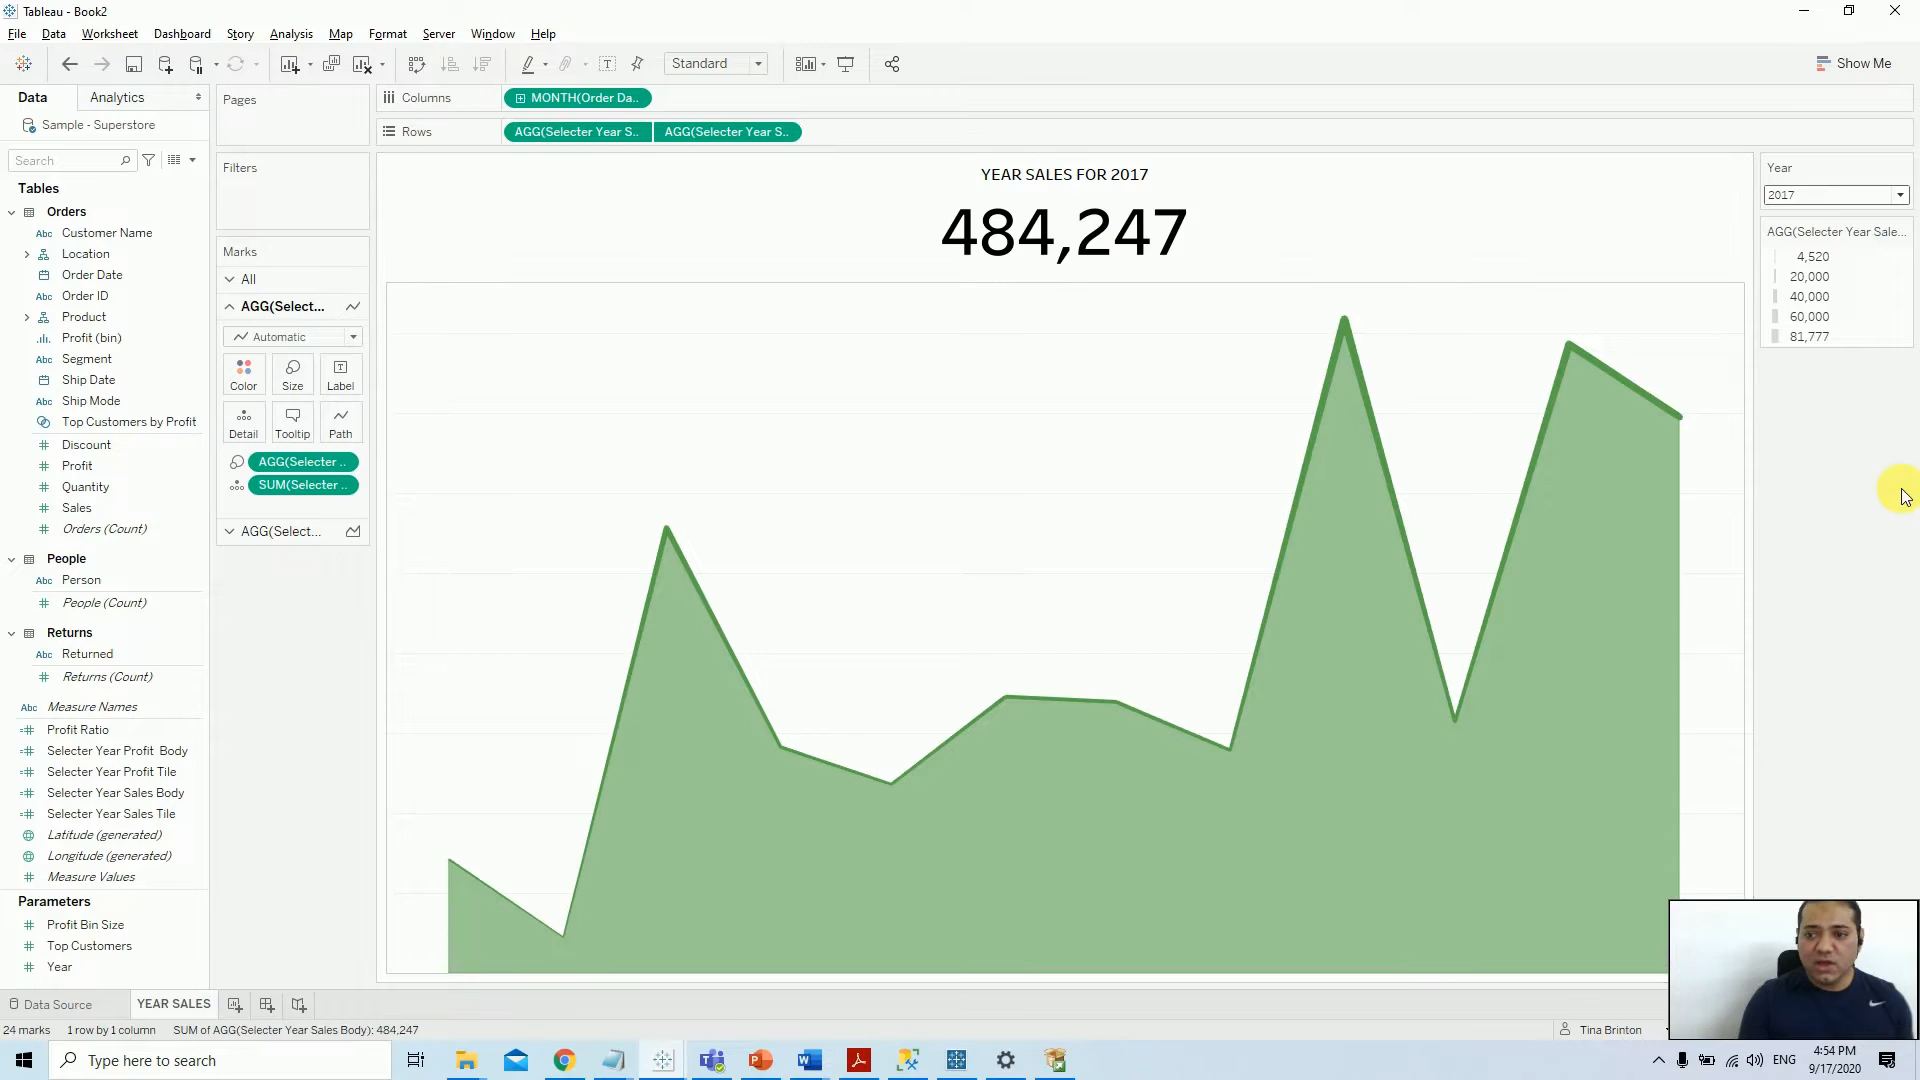 Tableau - Book2
File Data Worksheet Dashboard Story Analysis Map Format Server Window Help
Standard
Show Me
Data Analytics
Sample - Superstore
Search
Tables
Orders
Abc Customer Name
Location
Order Date
Abc Order ID
Product
Profit (bin)
Abc Segment
Ship Date
Abc Ship Mode
Top Customers by Profit
Discount
Profit
Quantity
Sales
Orders (Count)
People
Abc Person
People (Count)
Returns
Abc Returned
Returns (Count)
Abc Measure Names
Profit Ratio
Selecter Year Profit Body
Selecter Year Profit Tile
Selecter Year Sales Body
Selecter Year Sales Tile
Latitude (generated)
Longitude (generated)
Measure Values
Parameters
Profit Bin Size
Top Customers
Year
Pages
Filters
Marks
All
AGG(Select...
Automatic
Color Size Label
Detail Tooltip Path
AGG(Selecter ..
SUM(Selecter ..
AGG(Select...
Columns MONTH(Order Da..
Rows AGG(Selecter Year S.. AGG(Selecter Year S..
YEAR SALES FOR 2017
484,247
Year
2017
AGG(Selecter Year Sale...
4,520
20,000
40,000
60,000
81,777
Data Source YEAR SALES
24 marks 1 row by 1 column SUM of AGG(Selecter Year Sales Body): 484,247
Tina Brinton
Type here to search
ENG
4:54 PM
9/17/2020